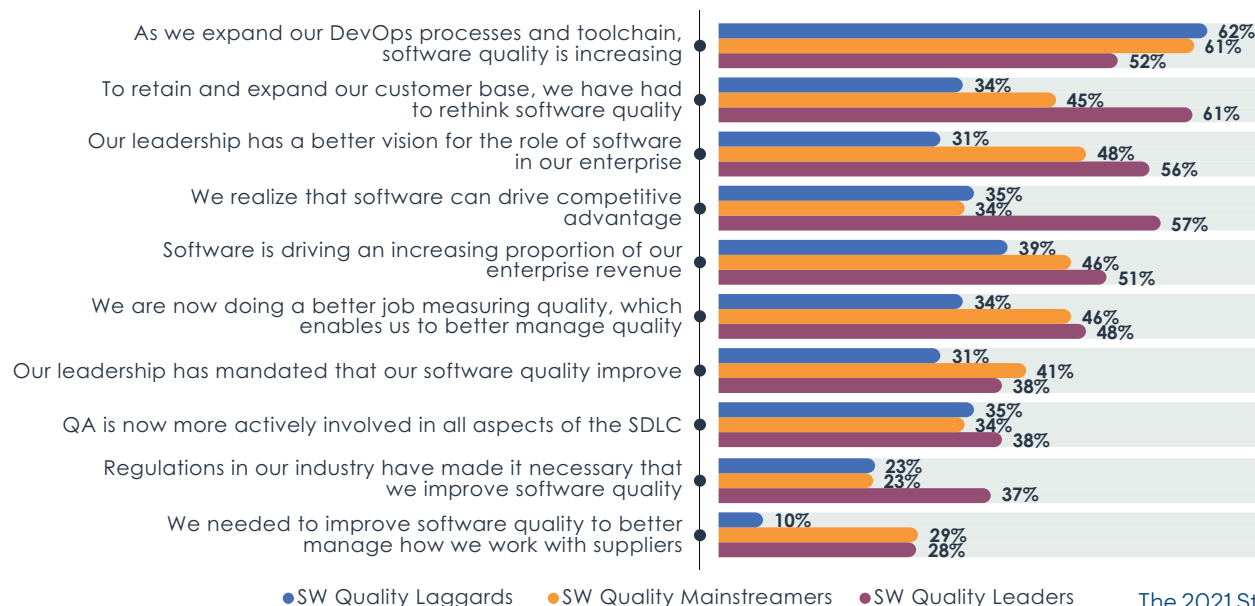 As we expand our DevOps processes and toolchain,
software quality is increasing
62%
61%
52%
To retain and expand our customer base, we have had
to rethink software quality
34%
45%
61%
Our leadership has a better vision for the role of software
in our enterprise
31%
48%
56%
We realize that software can drive competitive
advantage
35%
34%
57%
Software is driving an increasing proportion of our
enterprise revenue
39%
46%
51%
We are now doing a better job measuring quality, which
enables us to better manage quality
34%
46%
48%
Our leadership has mandated that our software quality improve
31%
41%
38%
QA is now more actively involved in all aspects of the SDLC
35%
34%
38%
Regulations in our industry have made it necessary that
we improve software quality
23%
23%
37%
We needed to improve software quality to better
manage how we work with suppliers
10%
29%
28%
SW Quality Laggards SW Quality Mainstreamers SW Quality Leaders
The 2021